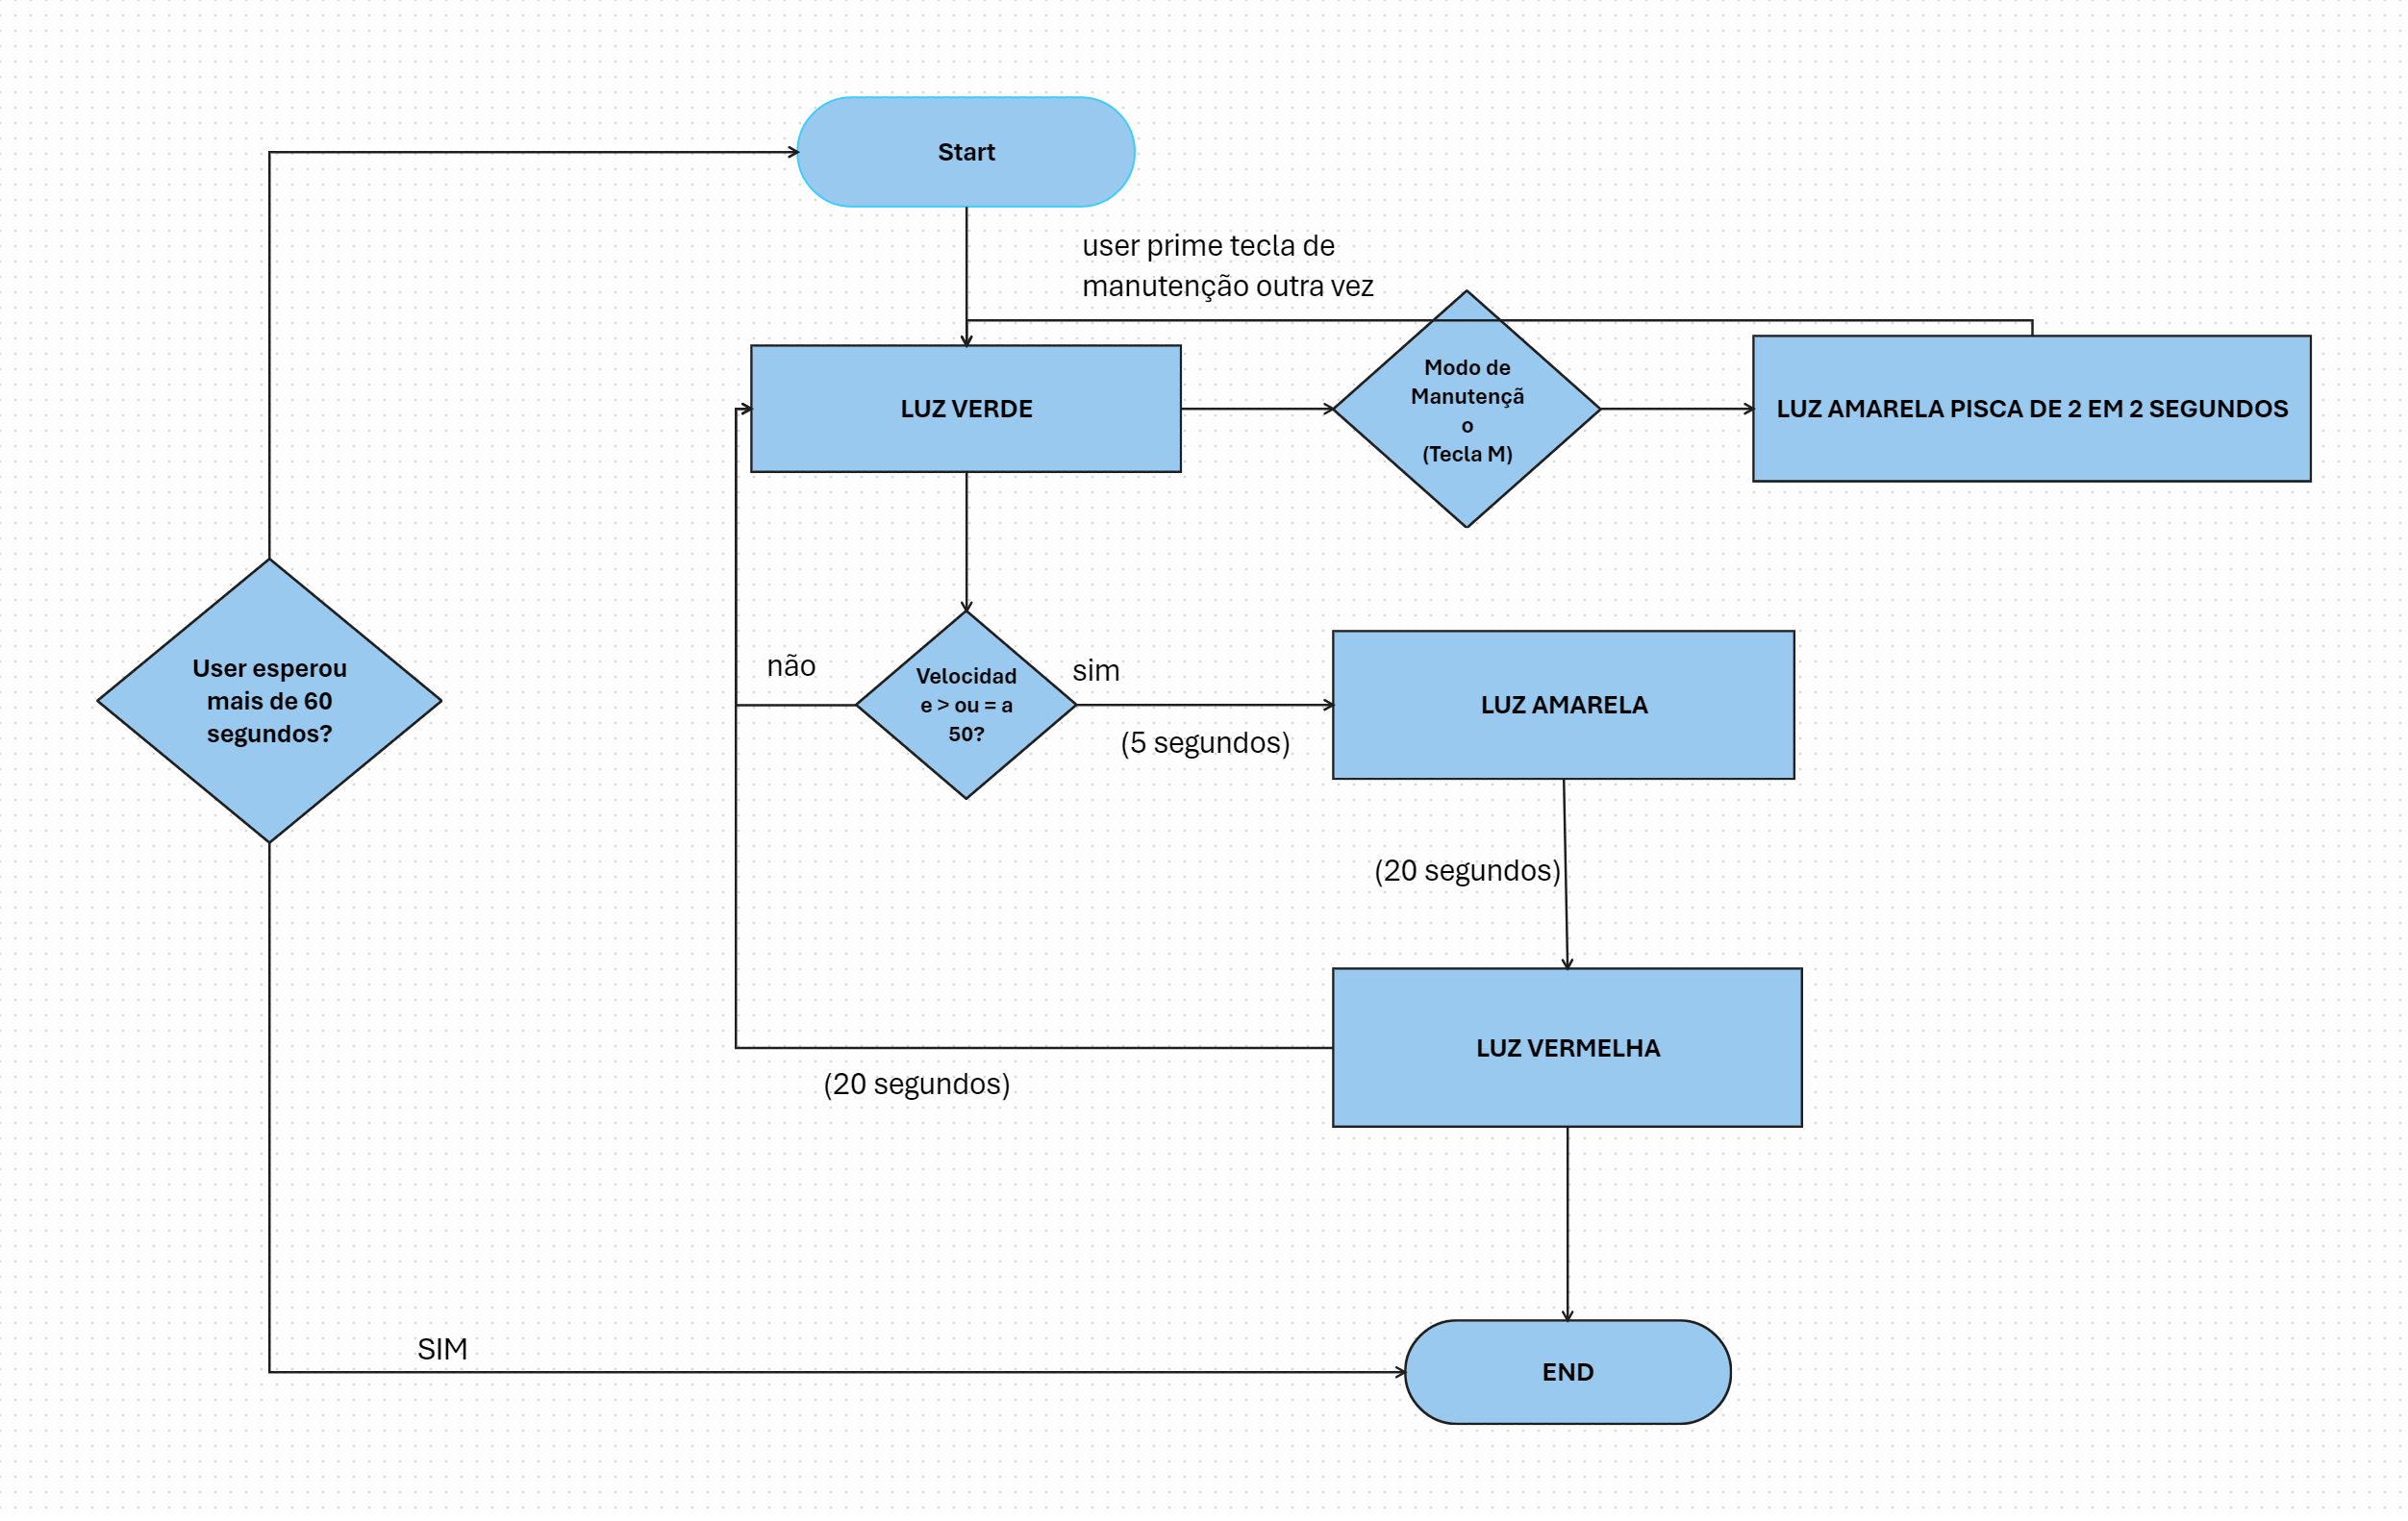 Start
user prime tecla de
manutenção outra vez
Modo de
Manutençã
o
(Tecla M)
LUZ VERDE
LUZ AMARELA PISCA DE 2 EM 2 SEGUNDOS
User esperou
mais de 60
segundos?
não
Velocidad
e > ou = a
50?
sim
(5 segundos)
LUZ AMARELA
(20 segundos)
LUZ VERMELHA
(20 segundos)
SIM
END